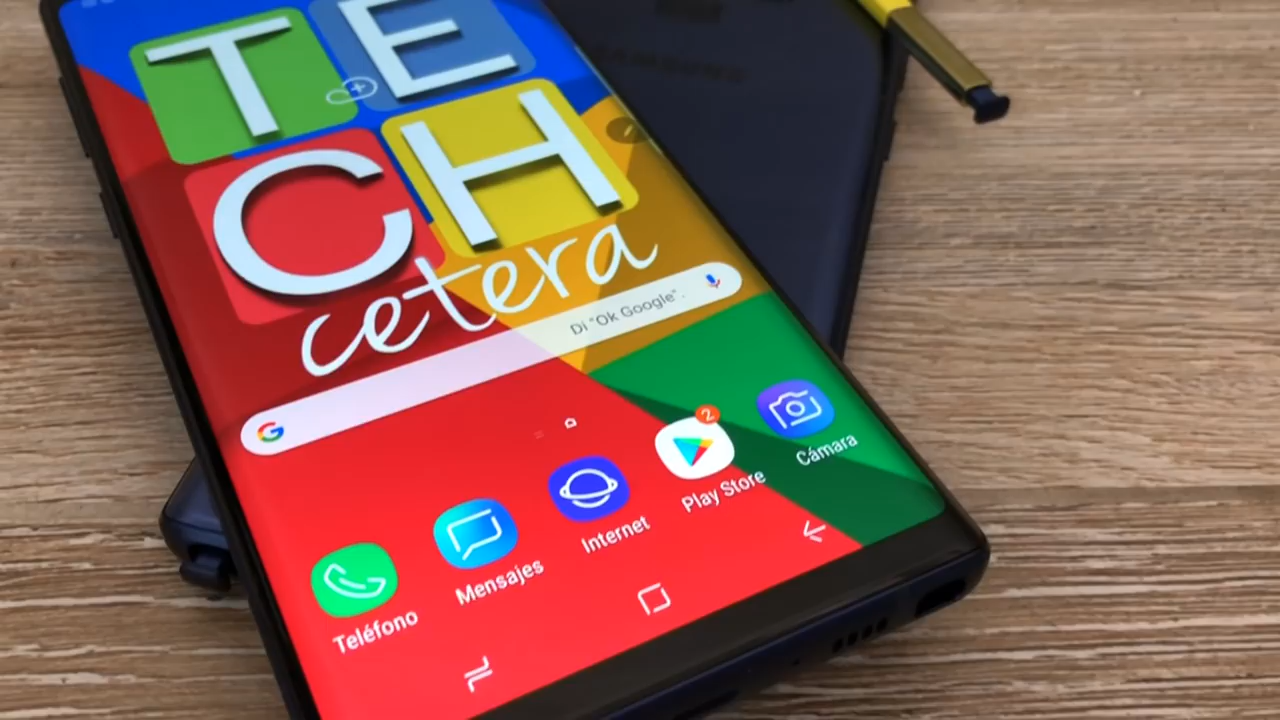 TE
CH
cetera
Di "Ok Google".
G
2
Teléfono
Mensajes
Internet
Play Store
Cámara